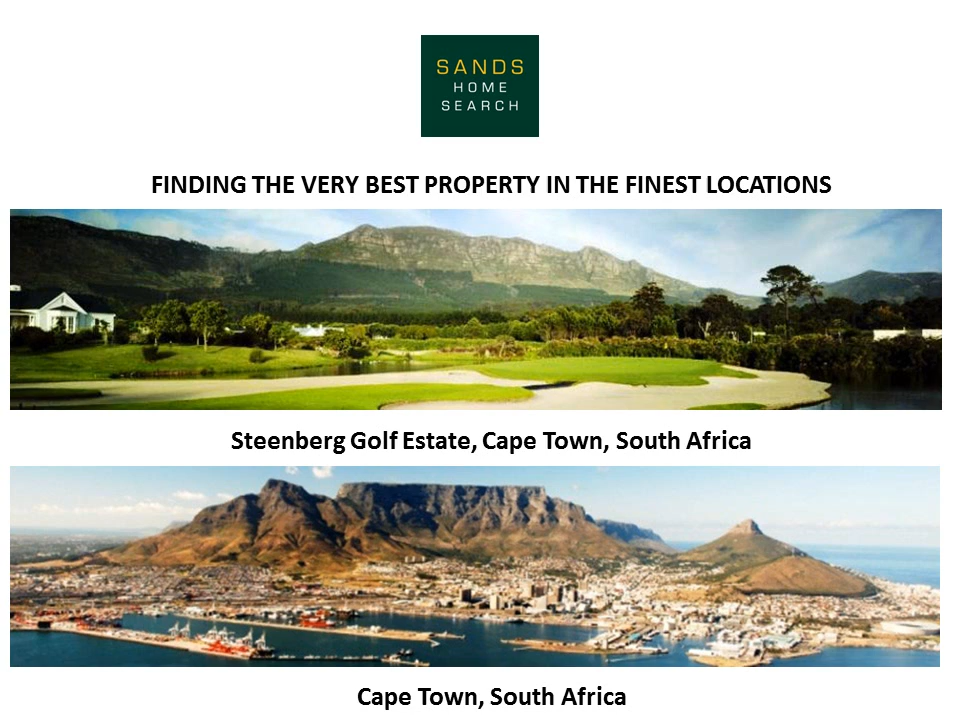 SANDS
HOME
SEARCH
FINDING THE VERY BEST PROPERTY IN THE FINEST LOCATIONS
Steenberg Golf Estate, Cape Town, South Africa
Cape Town, South Africa